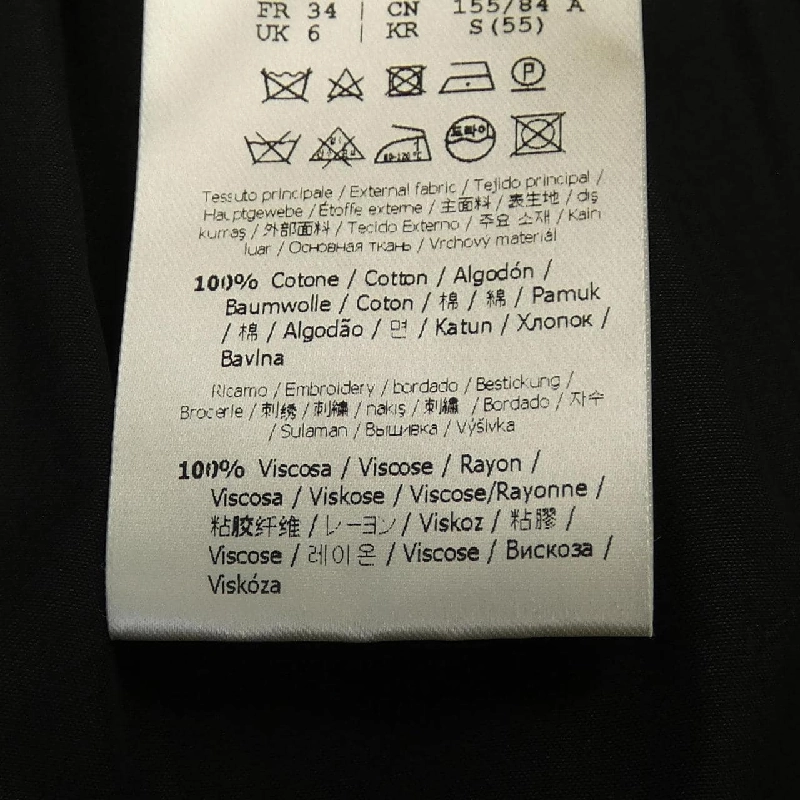 FR 34 | CN 155/84 A
UK 6 | KR S(55)
P
드라이
80-120℃
Tessuto principale / External fabric / Tejido principal /
Hauptgewebe / Étoffe externe / 主面料 / 表生地 / dış
kumaş / 外部面料 / Tecido Externo / 주요 소재 / Kain
luar / Основная ткань / Vrchový materiál
100% Cotone / Cotton / Algodón /
Baumwolle / Coton / 棉 / 綿 / Pamuk
/ 棉 / Algodão / 면 / Katun / Хлопок /
Bavlna
Ricamo / Embroidery / bordado / Bestickung /
Broderie / 刺绣 / 刺繍 / nakış / 刺繡 / Bordado / 자수
/ Sulaman / Вышивка / Výšivka
100% Viscosa / Viscose / Rayon /
Viscosa / Viskose / Viscose/Rayonne /
粘胶纤维 / レーヨン / Viskoz / 粘膠 /
Viscose / 레이온 / Viscose / Вискоза /
Viskóza